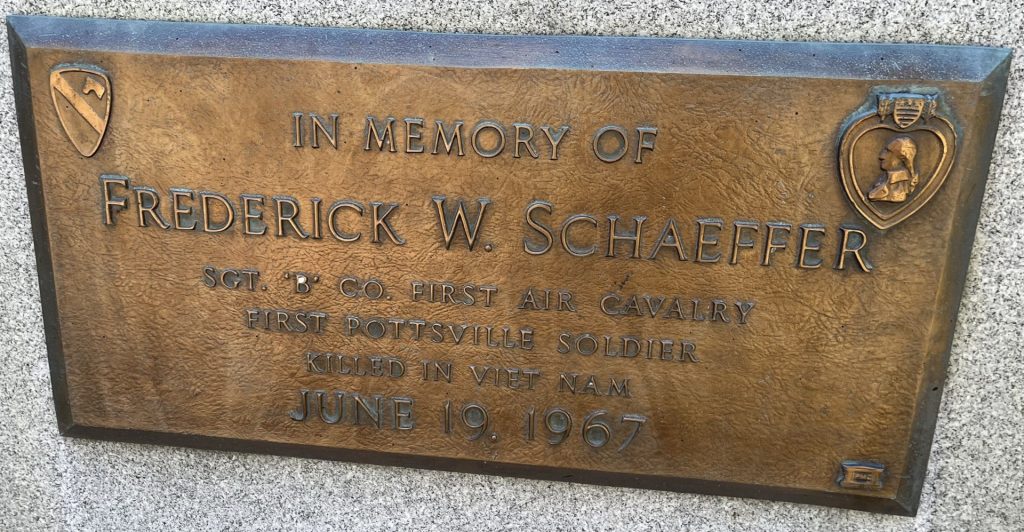 IN MEMORY OF
FREDERICK W. SCHAEFFER
SGT. 'B' CO. FIRST AIR CAVALRY
FIRST POTTSVILLE SOLDIER
KILLED IN VIET NAM
JUNE 19, 1967